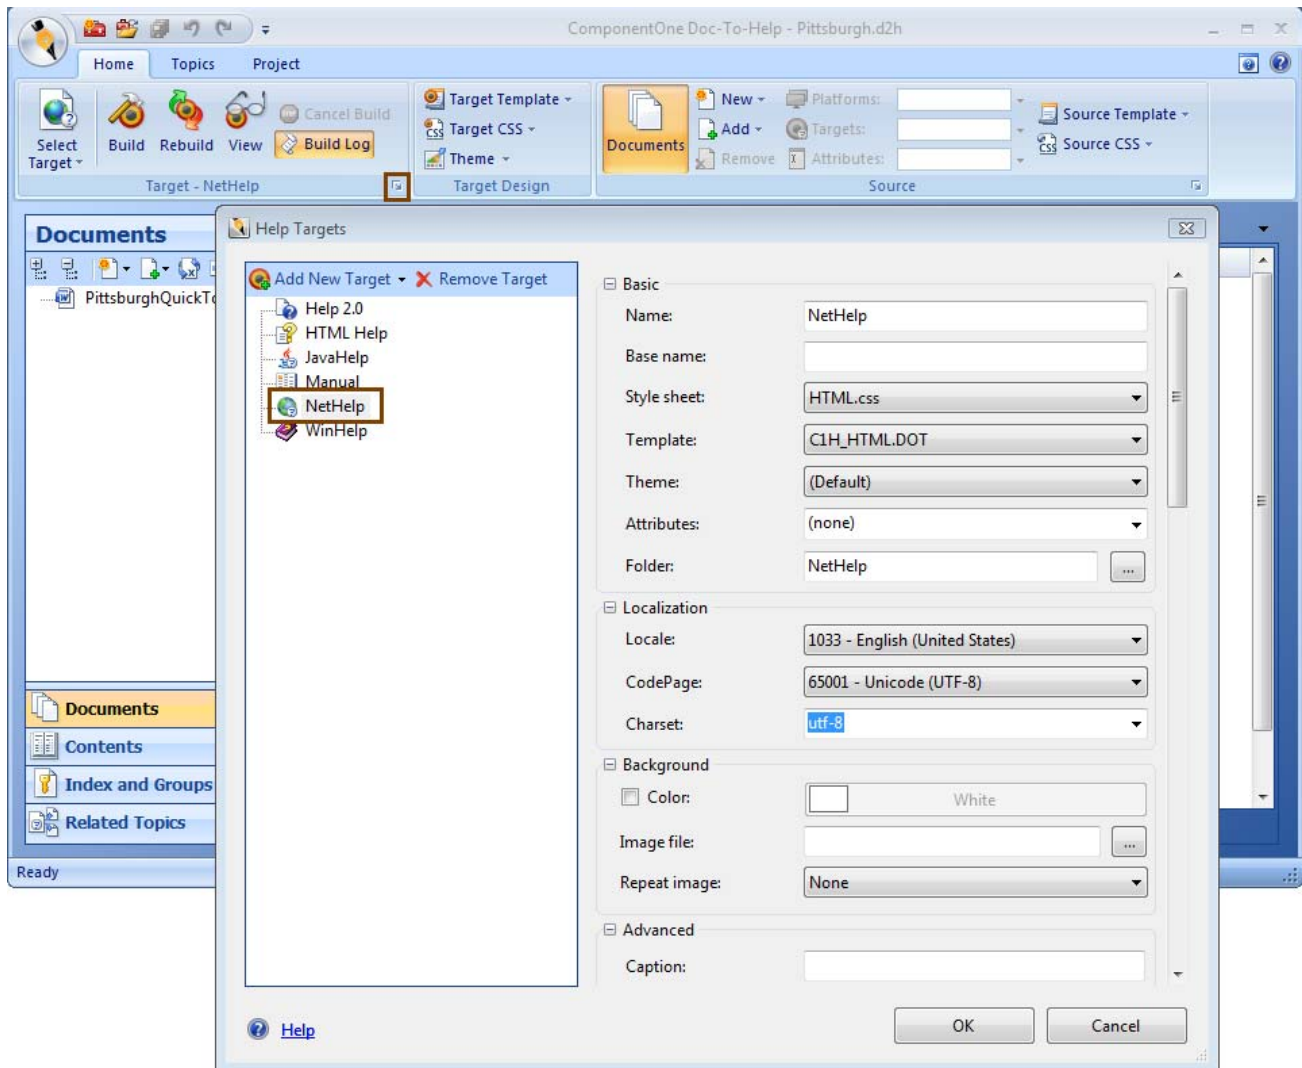 ComponentOne Doc-To-Help - Pittsburgh.d2h
Home Topics Project
Select Target
Build
Rebuild
View
Cancel Build
Build Log
Target - NetHelp
Target Template
Target CSS
Theme
Target Design
Documents
New
Add
Remove
Platforms:
Targets:
Attributes:
Source Template
Source CSS
Source
Documents
PittsburghQuickT
Documents
Contents
Index and Groups
Related Topics
Ready
Help Targets
Add New Target Remove Target
Help 2.0
HTML Help
JavaHelp
Manual
NetHelp
WinHelp
Basic
Name: NetHelp
Base name:
Style sheet: HTML.css
Template: C1H_HTML.DOT
Theme: (Default)
Attributes: (none)
Folder: NetHelp ...
Localization
Locale: 1033 - English (United States)
CodePage: 65001 - Unicode (UTF-8)
Charset: utf-8
Background
Color: White
Image file: ...
Repeat image: None
Advanced
Caption:
Help
OK Cancel